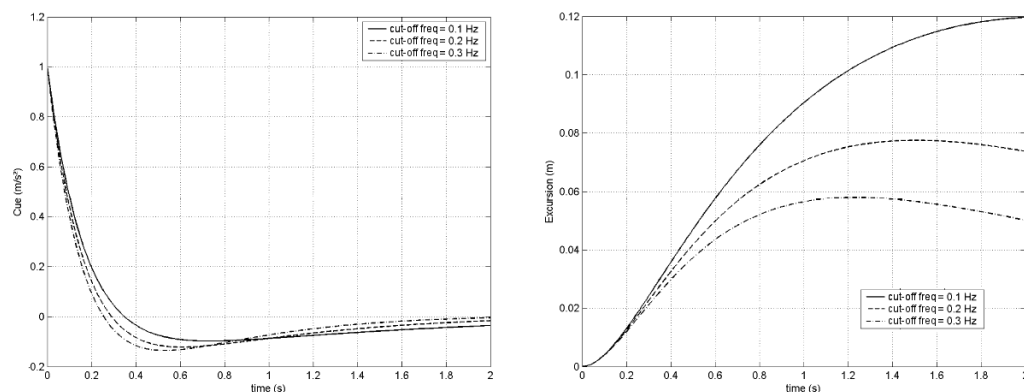 1.2
1
0.8
0.6
0.4
0.2
0
-0.2
Cue (m/s²)
0 0.2 0.4 0.6 0.8 1 1.2 1.4 1.6 1.8 2
time (s)
cut-off freq = 0.1 Hz
cut-off freq = 0.2 Hz
cut-off freq = 0.3 Hz
0.12
0.1
0.08
0.06
0.04
0.02
0
Excursion (m)
0 0.2 0.4 0.6 0.8 1 1.2 1.4 1.6 1.8 2
time (s)
cut-off freq = 0.1 Hz
cut-off freq = 0.2 Hz
cut-off freq = 0.3 Hz